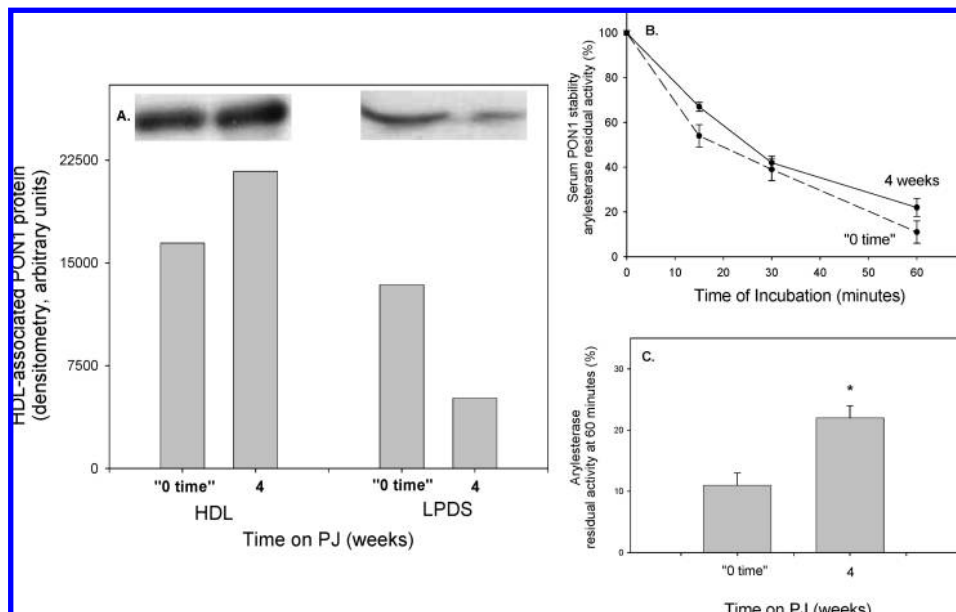 A.
HDL-associated PON1 protein
(densitometry, arbitrary units)
22500
15000
7500
0
"0 time" 4 "0 time" 4
HDL LPDS
Time on PJ (weeks)
B.
Serum PON1 stability
arylesterase residual activity (%)
100
80
60
40
20
0
4 weeks
"0 time"
0 10 20 30 40 50 60
Time of Incubation (minutes)
C.
Arylesterase
residual activity at 60 minutes (%)
30
20
10
0
*
"0 time" 4
Time on PJ (weeks)